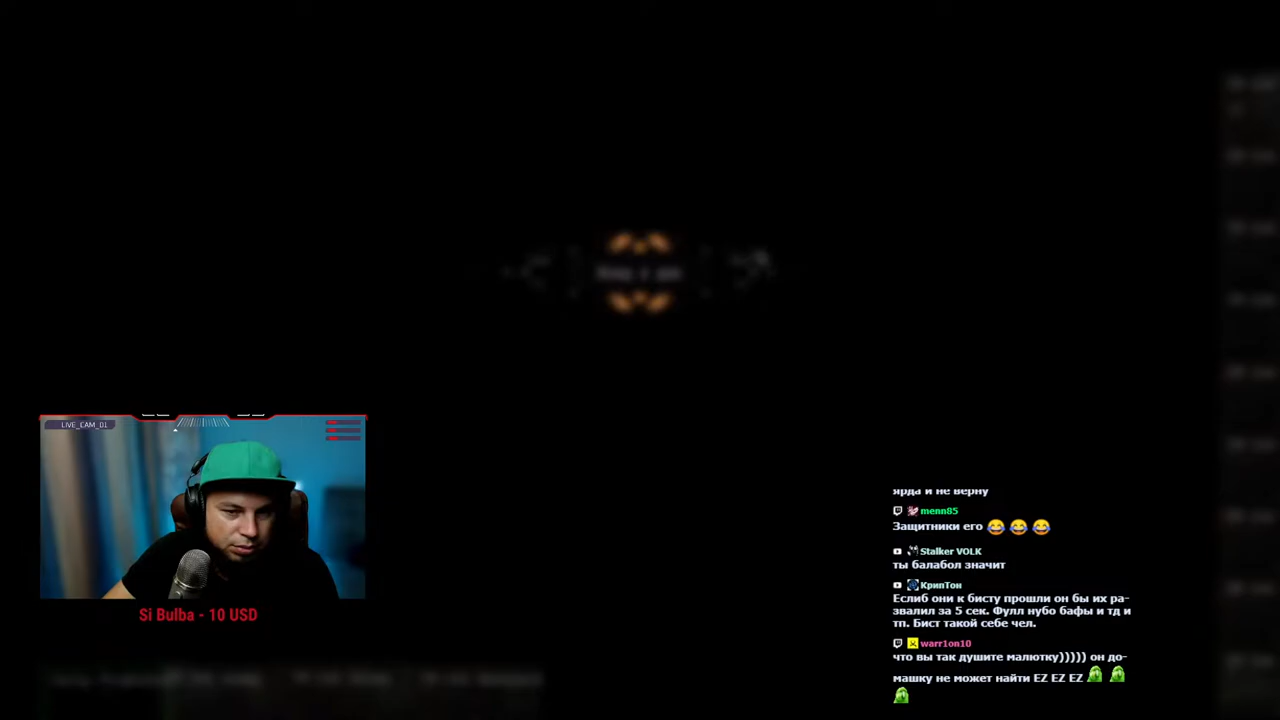 LIVE_CAM_01
Si Bulba - 10 USD
ярда и не верну
menn85
Защитники его
Stalker VOLK
ты балабол значит
КрипТон
Еслиб они к бисту прошли он бы их ра-
звалил за 5 сек. Фулл нубо бафы и тд и
тп. Бист такой себе чел.
warr1on10
что вы так душите малютку))))) он до-
машку не может найти EZ EZ EZ